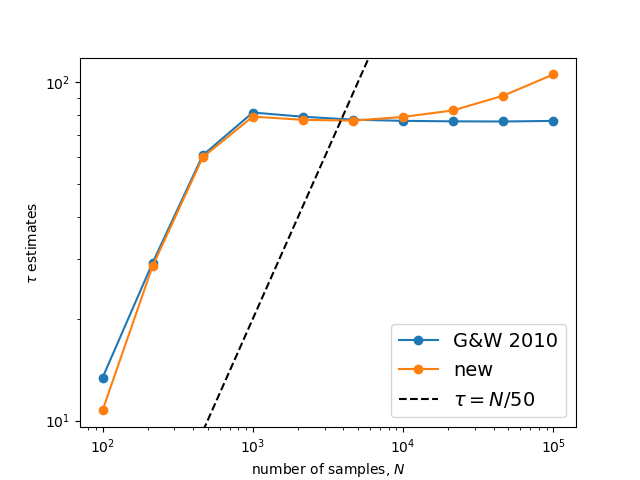 10²
τ estimates
10¹
10²
10³
10⁴
10⁵
number of samples, N
G&W 2010
new
τ = N/50